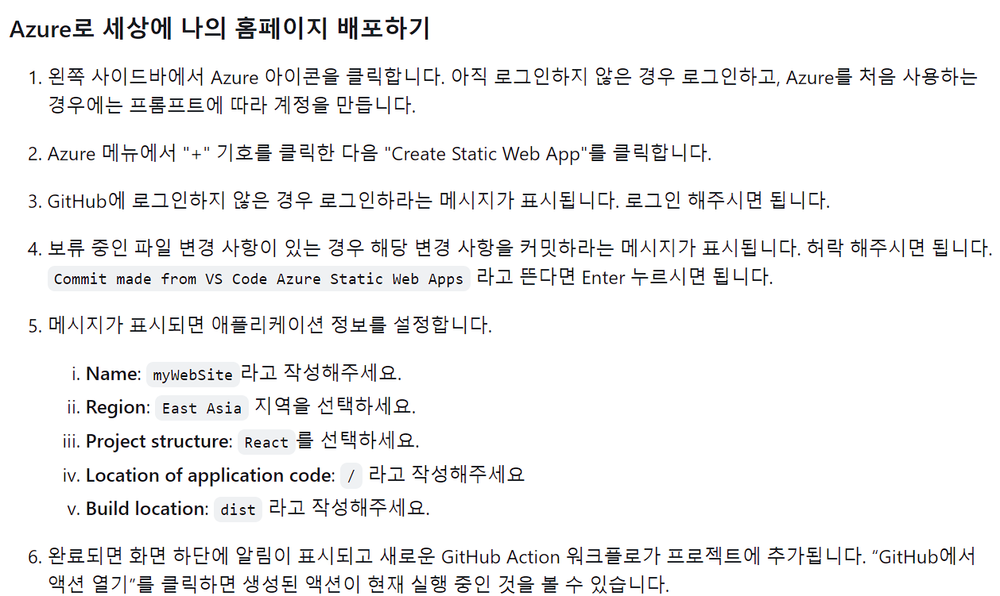 Azure로 세상에 나의 홈페이지 배포하기
1. 왼쪽 사이드바에서 Azure 아이콘을 클릭합니다. 아직 로그인하지 않은 경우 로그인하고, Azure를 처음 사용하는
경우에는 프롬프트에 따라 계정을 만듭니다.
2. Azure 메뉴에서 "+" 기호를 클릭한 다음 "Create Static Web App"를 클릭합니다.
3. GitHub에 로그인하지 않은 경우 로그인하라는 메시지가 표시됩니다. 로그인 해주시면 됩니다.
4. 보류 중인 파일 변경 사항이 있는 경우 해당 변경 사항을 커밋하라는 메시지가 표시됩니다. 허락 해주시면 됩니다.
Commit made from VS Code Azure Static Web Apps 라고 뜬다면 Enter 누르시면 됩니다.
5. 메시지가 표시되면 애플리케이션 정보를 설정합니다.
i. Name: myWebSite라고 작성해주세요.
ii. Region: East Asia 지역을 선택하세요.
iii. Project structure: React를 선택하세요.
iv. Location of application code: / 라고 작성해주세요
v. Build location: dist 라고 작성해주세요.
6. 완료되면 화면 하단에 알림이 표시되고 새로운 GitHub Action 워크플로가 프로젝트에 추가됩니다. “GitHub에서
액션 열기”를 클릭하면 생성된 액션이 현재 실행 중인 것을 볼 수 있습니다.